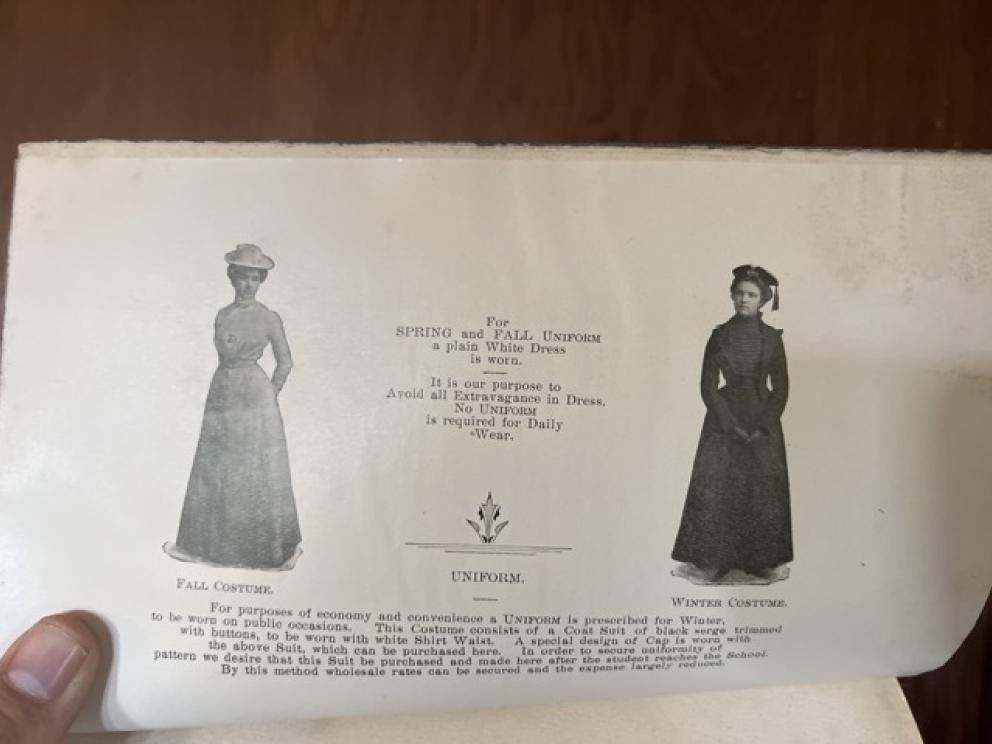 For
SPRING and FALL UNIFORM
a plain White Dress
is worn.
It is our purpose to
Avoid all Extravagance in Dress.
No UNIFORM
is required for Daily
Wear.
UNIFORM.
FALL COSTUME.
WINTER COSTUME.
For purposes of economy and convenience a UNIFORM is prescribed for Winter,
to be worn on public occasions. This Costume consists of a Coat Suit of black serge trimmed
with buttons, to be worn with white Shirt Waist. A special design of Cap is worn with
the above Suit, which can be purchased here. In order to secure uniformity of
pattern we desire that this Suit be purchased and made here after the student reaches the School.
By this method wholesale rates can be secured and the expense largely reduced.